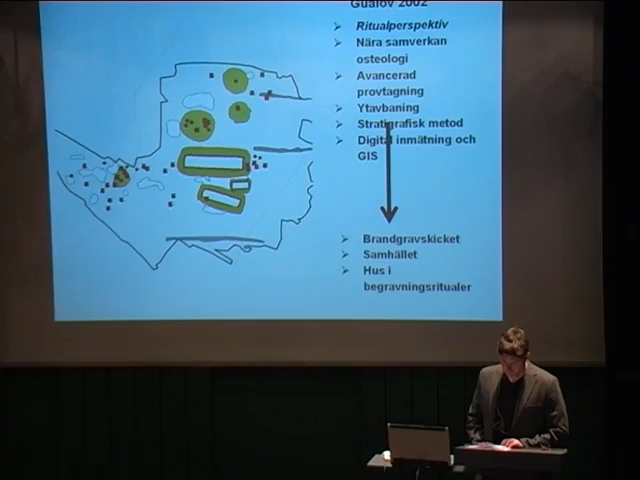 Gualöv 2002
Ritualperspektiv
Nära samverkan
osteologi
Avancerad
provtagning
Ytavbaning
Stratigrafisk metod
Digital inmätning och
GIS
Brandgravskicket
Samhället
Hus i
begravningsritualer